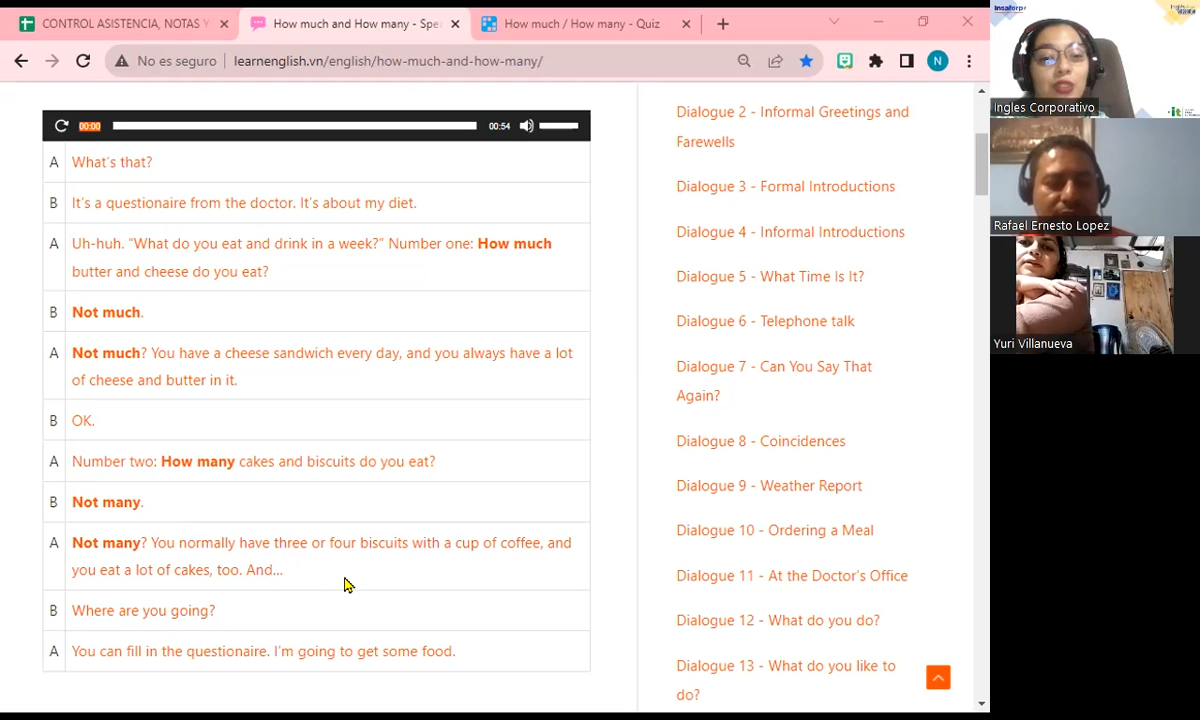 CONTROL ASISTENCIA, NOTAS Y
How much and How many - Spe
How much / How many - Quiz
No es seguro
learnenglish.vn/english/how-much-and-how-many/
N
00:00
00:54
A What's that?
B It's a questionaire from the doctor. It's about my diet.
A Uh-huh. "What do you eat and drink in a week?" Number one: How much
butter and cheese do you eat?
B Not much.
A Not much? You have a cheese sandwich every day, and you always have a lot
of cheese and butter in it.
B OK.
A Number two: How many cakes and biscuits do you eat?
B Not many.
A Not many? You normally have three or four biscuits with a cup of coffee, and
you eat a lot of cakes, too. And...
B Where are you going?
A You can fill in the questionaire. I'm going to get some food.
Dialogue 2 - Informal Greetings and
Farewells
Dialogue 3 - Formal Introductions
Dialogue 4 - Informal Introductions
Dialogue 5 - What Time Is It?
Dialogue 6 - Telephone talk
Dialogue 7 - Can You Say That
Again?
Dialogue 8 - Coincidences
Dialogue 9 - Weather Report
Dialogue 10 - Ordering a Meal
Dialogue 11 - At the Doctor's Office
Dialogue 12 - What do you do?
Dialogue 13 - What do you like to
do?
Insaforp
Ingles Corporativo
Rafael Ernesto Lopez
Yuri Villanueva